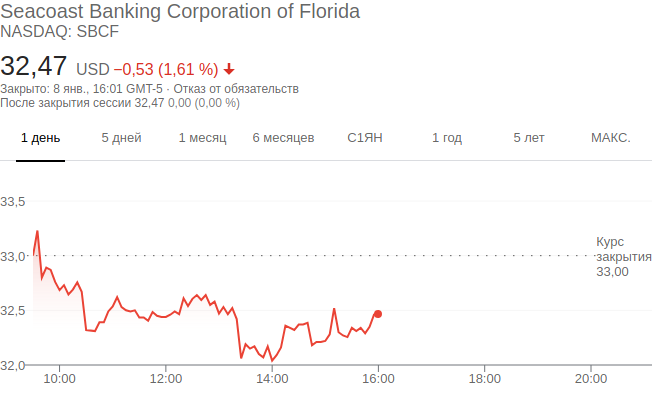 Seacoast Banking Corporation of Florida
NASDAQ: SBCF
32,47 USD −0,53 (1,61 %)
Закрыто: 8 янв., 16:01 GMT-5 · Отказ от обязательств
После закрытия сессии 32,47 0,00 (0,00 %)
1 день 5 дней 1 месяц 6 месяцев С1ЯН 1 год 5 лет МАКС.
33,5
Курс
33,0 закрытия
33,00
32,5
32,0
10:00 12:00 14:00 16:00 18:00 20:00